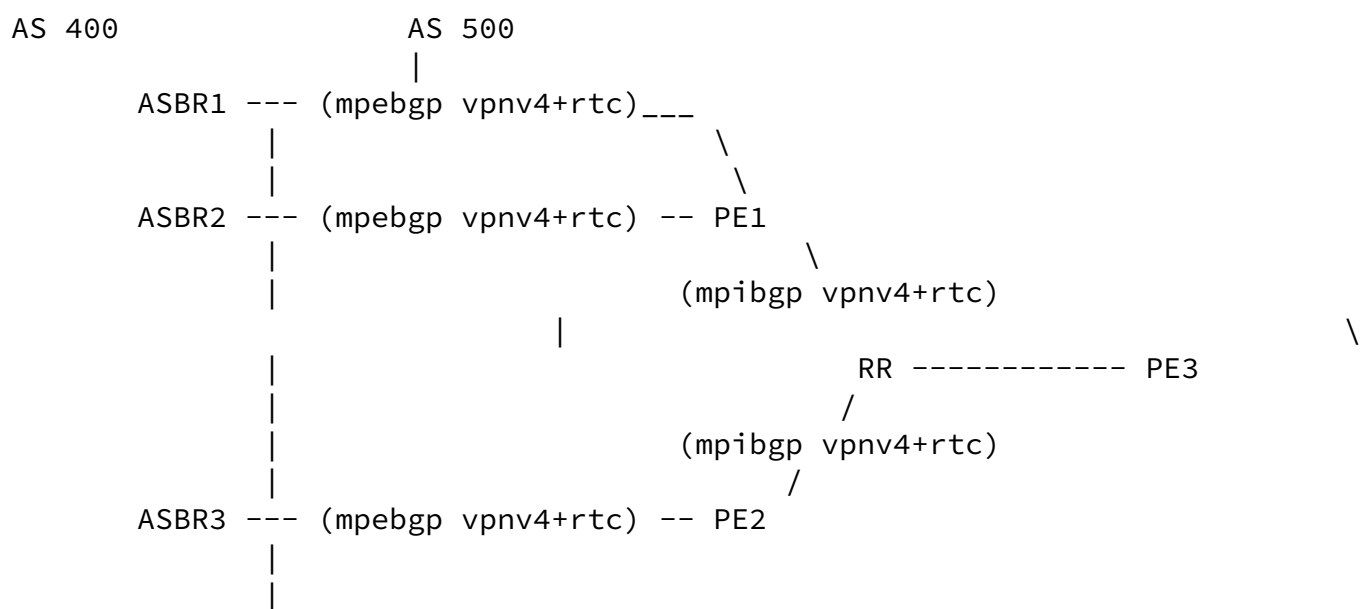 AS 400 AS 500
|
ASBR1 --- (mpebgp vpnv4+rtc)___
| \
| \
ASBR2 --- (mpebgp vpnv4+rtc) -- PE1
| \
| (mpibgp vpnv4+rtc)
| \
| RR ------------ PE3
| /
| (mpibgp vpnv4+rtc)
| /
ASBR3 --- (mpebgp vpnv4+rtc) -- PE2
|
|